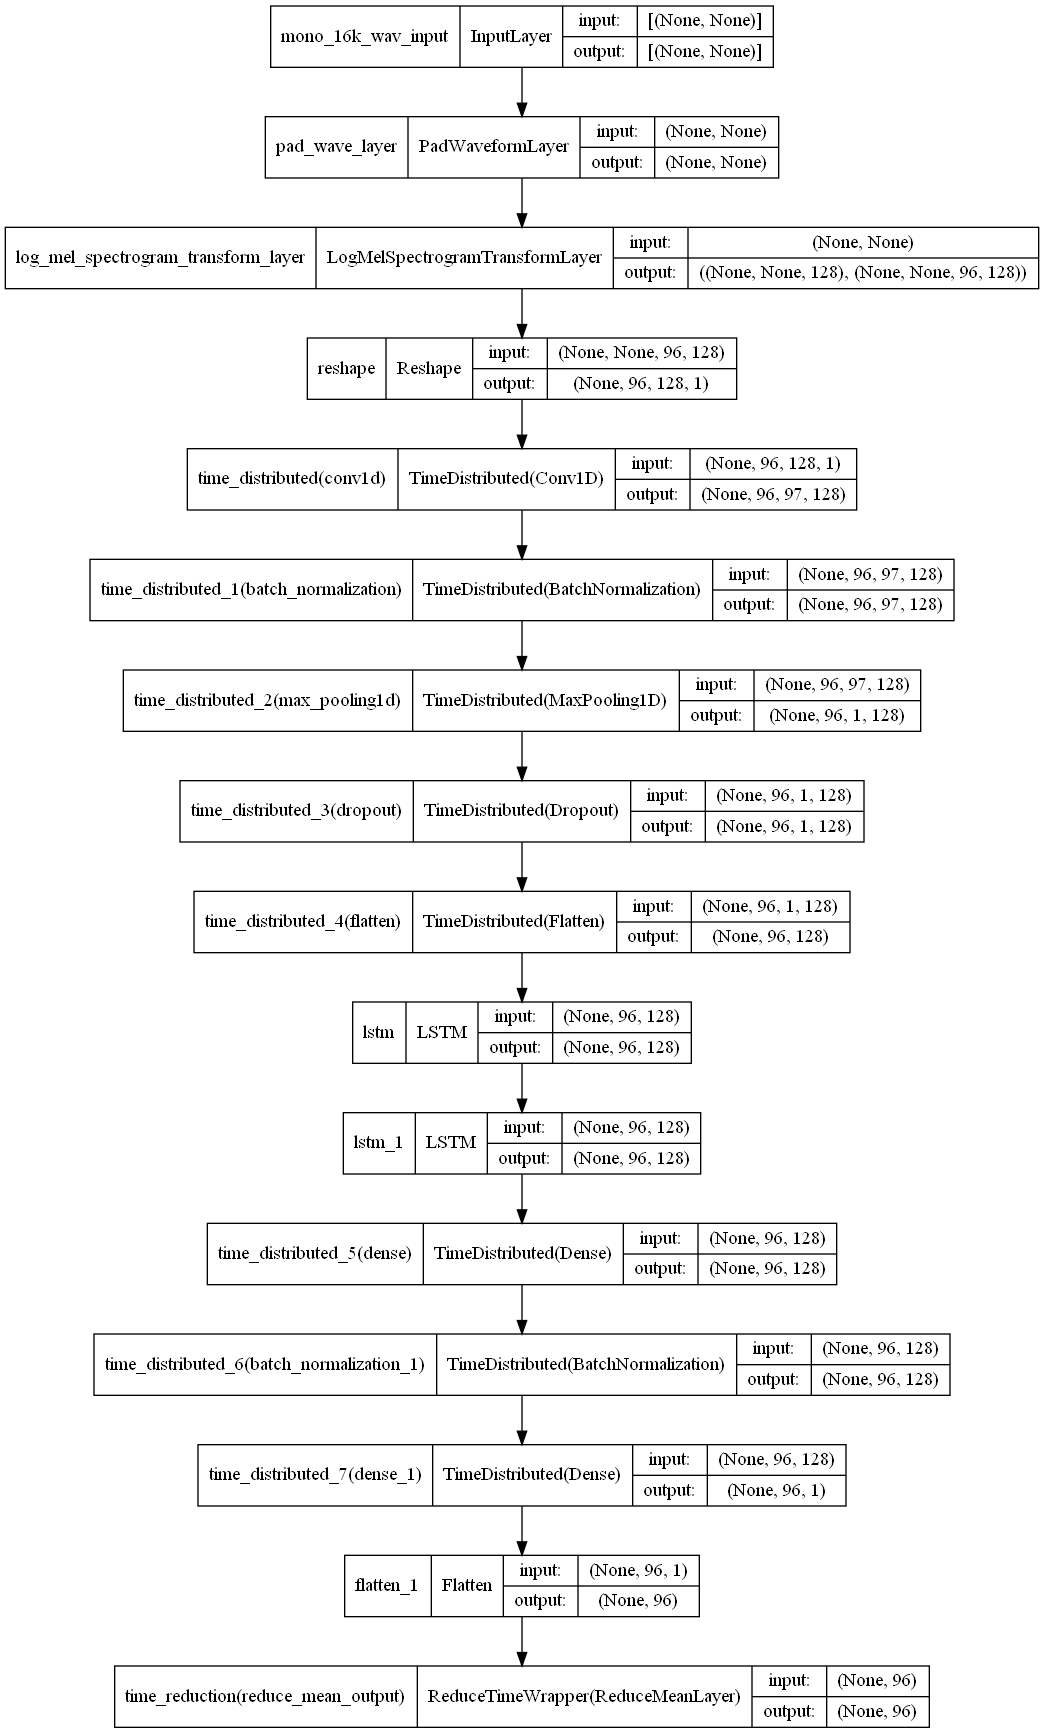 mono_16k_wav_input InputLayer input: [(None, None)]
output: [(None, None)]
pad_wave_layer PadWaveformLayer input: (None, None)
output: (None, None)
log_mel_spectrogram_transform_layer LogMelSpectrogramTransformLayer input: (None, None)
output: ((None, None, 128), (None, None, 96, 128))
reshape Reshape input: (None, None, 96, 128)
output: (None, 96, 128, 1)
time_distributed(conv1d) TimeDistributed(Conv1D) input: (None, 96, 128, 1)
output: (None, 96, 97, 128)
time_distributed_1(batch_normalization) TimeDistributed(BatchNormalization) input: (None, 96, 97, 128)
output: (None, 96, 97, 128)
time_distributed_2(max_pooling1d) TimeDistributed(MaxPooling1D) input: (None, 96, 97, 128)
output: (None, 96, 1, 128)
time_distributed_3(dropout) TimeDistributed(Dropout) input: (None, 96, 1, 128)
output: (None, 96, 1, 128)
time_distributed_4(flatten) TimeDistributed(Flatten) input: (None, 96, 1, 128)
output: (None, 96, 128)
lstm LSTM input: (None, 96, 128)
output: (None, 96, 128)
lstm_1 LSTM input: (None, 96, 128)
output: (None, 96, 128)
time_distributed_5(dense) TimeDistributed(Dense) input: (None, 96, 128)
output: (None, 96, 128)
time_distributed_6(batch_normalization_1) TimeDistributed(BatchNormalization) input: (None, 96, 128)
output: (None, 96, 128)
time_distributed_7(dense_1) TimeDistributed(Dense) input: (None, 96, 128)
output: (None, 96, 1)
flatten_1 Flatten input: (None, 96, 1)
output: (None, 96)
time_reduction(reduce_mean_output) ReduceTimeWrapper(ReduceMeanLayer) input: (None, 96)
output: (None, 96)